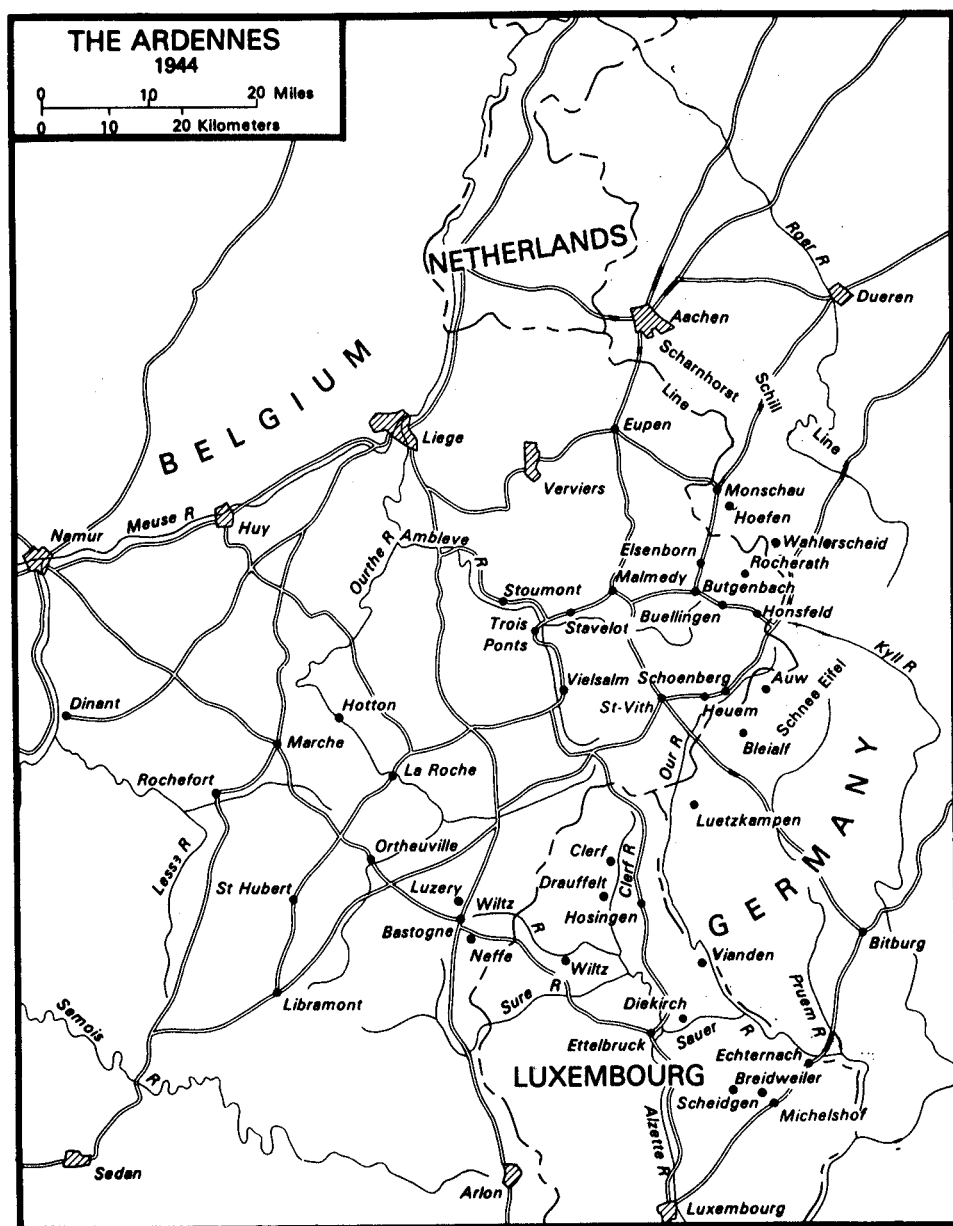 THE ARDENNES
1944
0 10 20 Miles
0 10 20 Kilometers
NETHERLANDS
Roer R
Dueren
Aachen
Scharnhorst
Line
Schill
Line
BELGIUM
Liege
Eupen
Verviers
Monschau
Hoefen
Meuse R
Huy
Namur
Ourthe R
Ambleve
R
Wahlerscheid
Elsenborn
Rocherath
Stoumont
Malmedy
Butgenbach
Trois
Ponts
Stavelot
Buellingen
Honsfeld
Kyll R
Vielsalm
Schoenberg
Auw
St-Vith
Heuem
Schnee Eifel
Dinant
Hotton
Marche
Our R
Bleialf
La Roche
Rochefort
Luetzkampen
GERMANY
Lesse R
Ortheuville
Clerf
Clerf R
St Hubert
Luzery
Drauffelt
Wiltz
R
Hosingen
Bastogne
Neffe
Wiltz
Vianden
Bitburg
Pruem R
Libramont
Sure R
Diekirch
R
Semois
R
Ettelbruck
Sauer
Echternach
LUXEMBOURG
Breidweiler
Scheidgen
Michelshof
Alzette R
Sedan
Arlon
Luxembourg